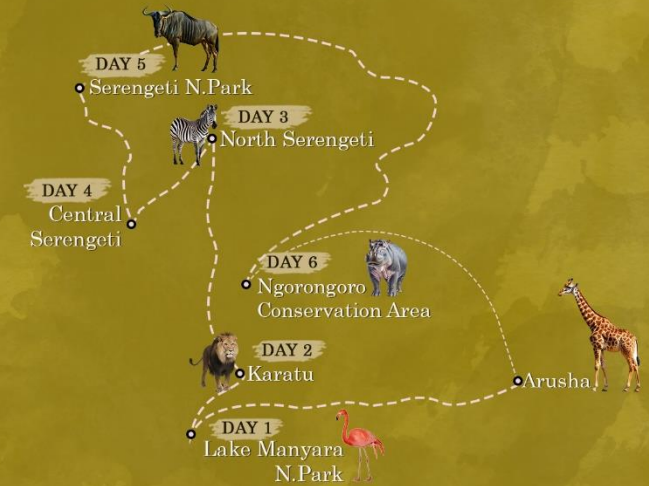 DAY 5
Serengeti N.Park
DAY 3
North Serengeti
DAY 4
Central
Serengeti
DAY 6
Ngorongoro
Conservation Area
DAY 2
Karatu
Arusha
DAY 1
Lake Manyara
N.Park